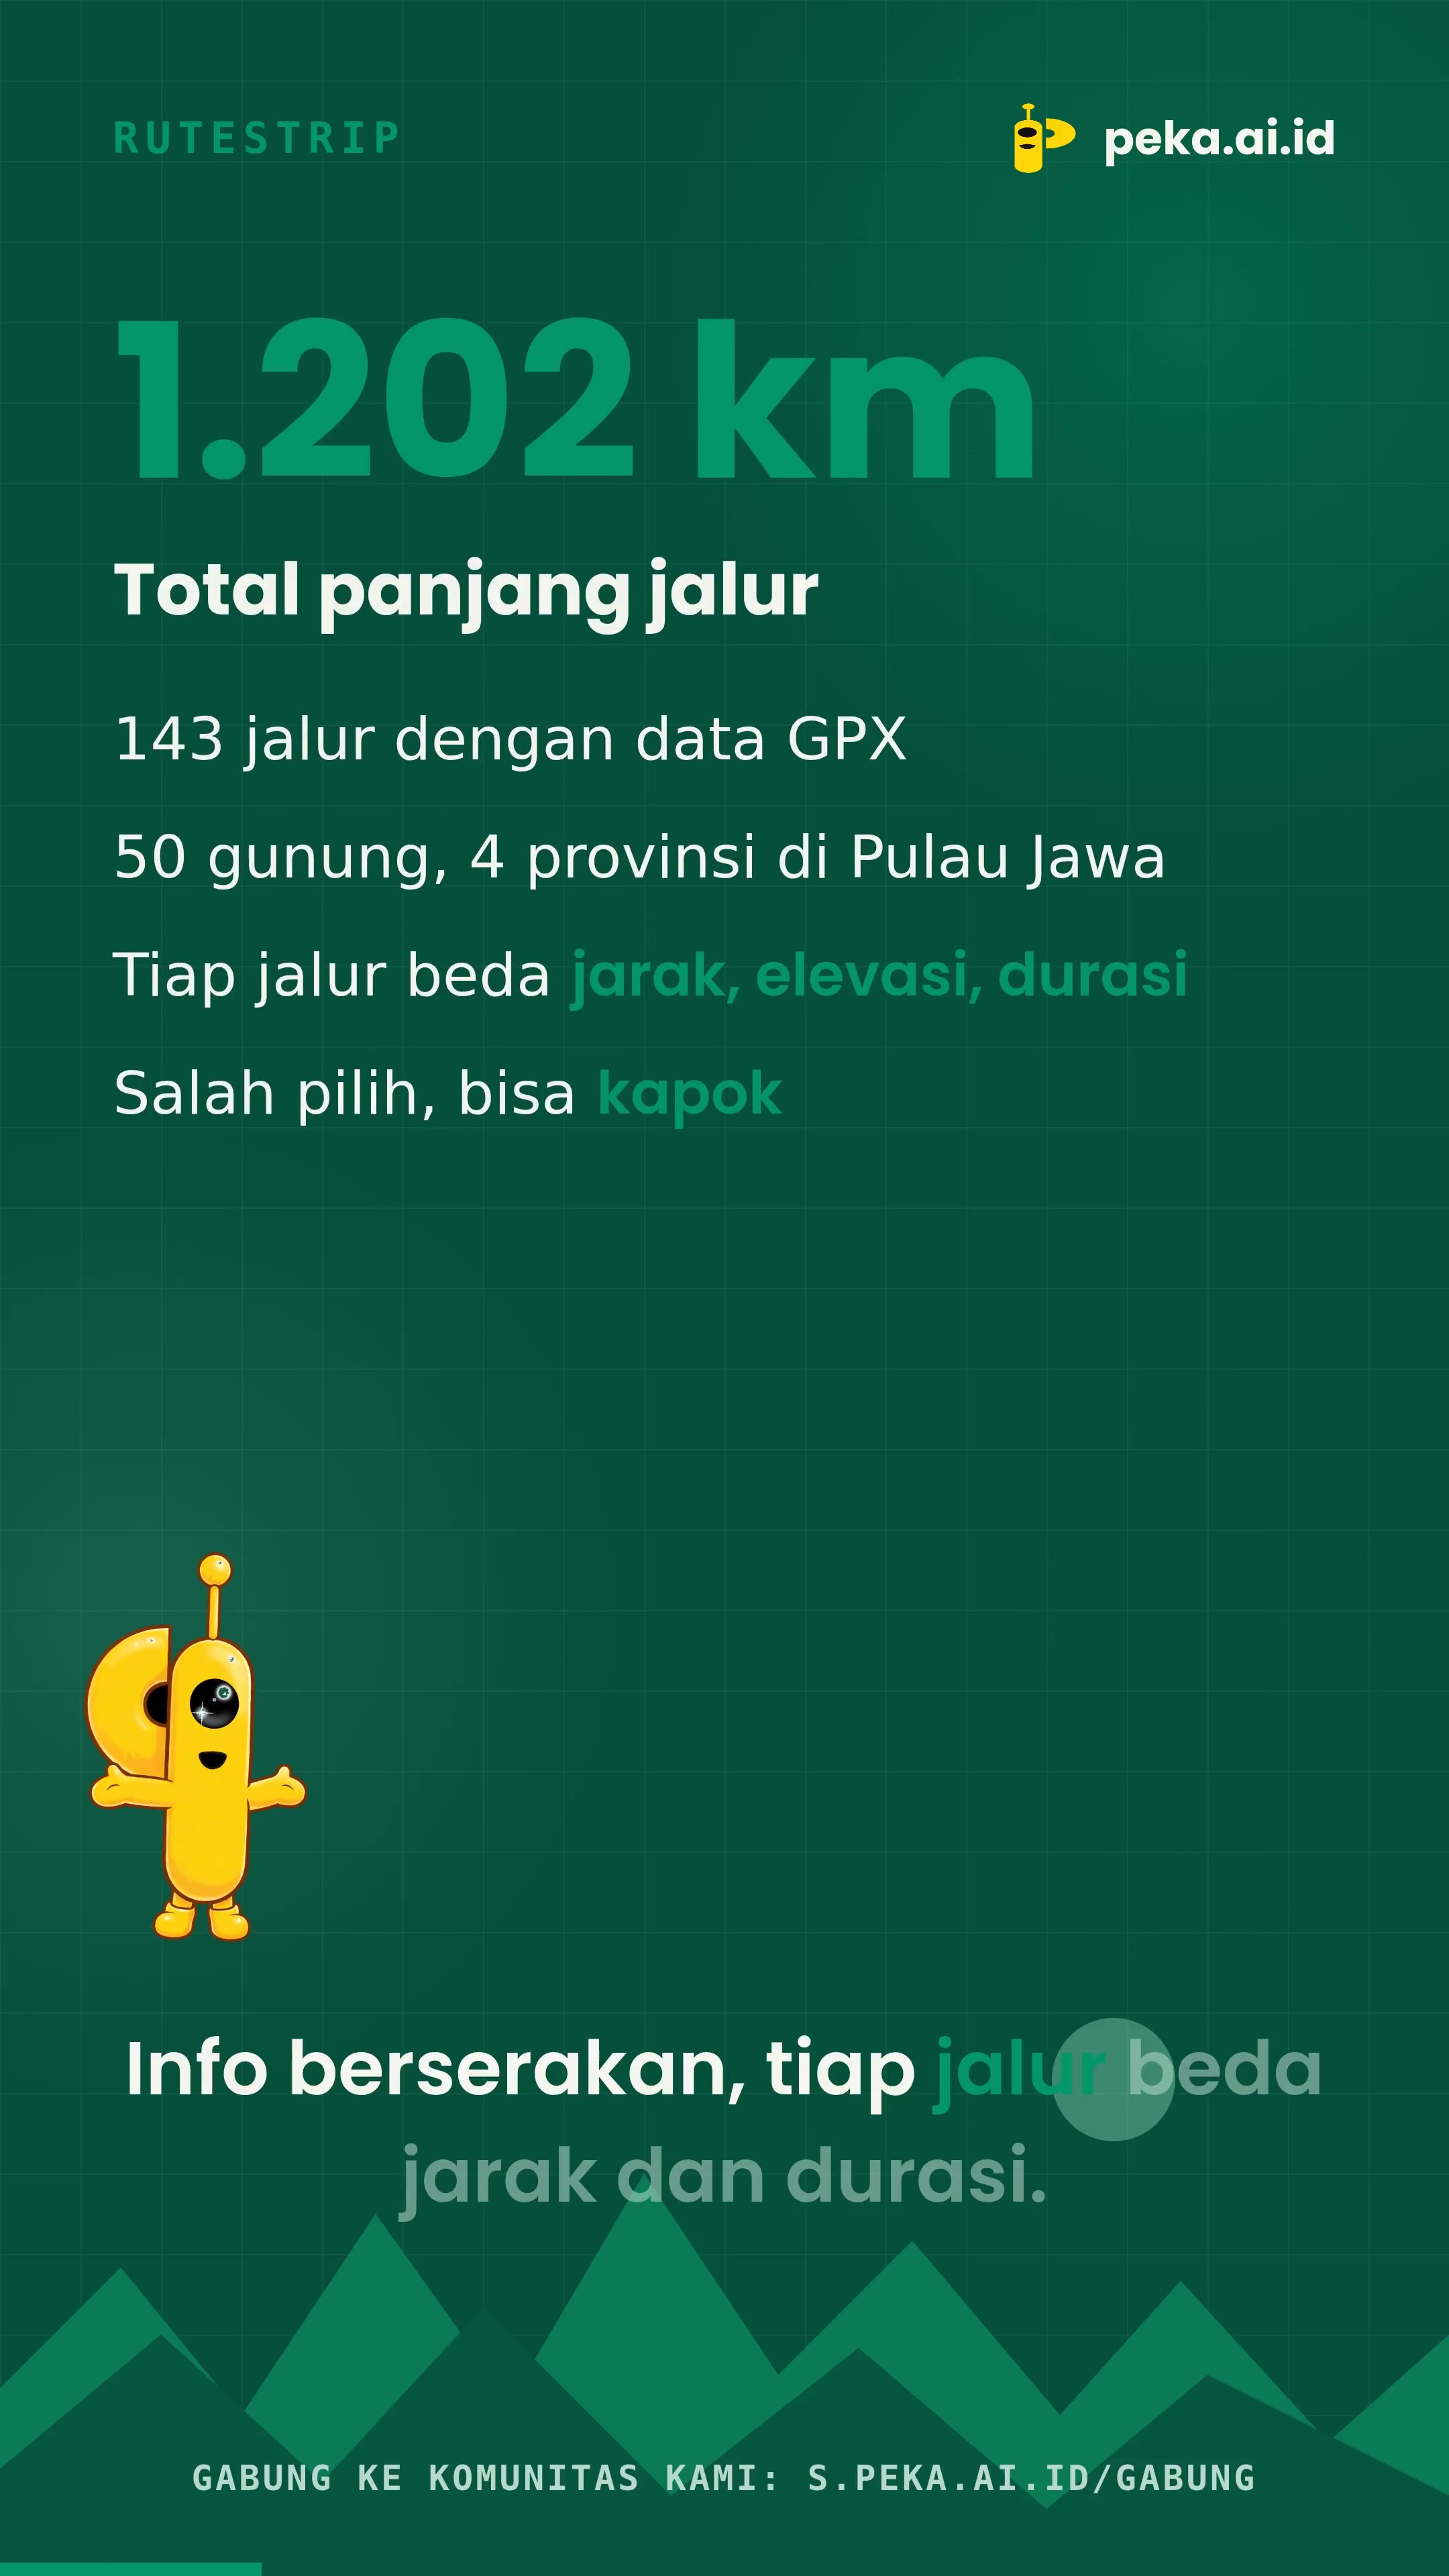 RUTESTRIP
peka.ai.id
1.202 km
Total panjang jalur
143 jalur dengan data GPX
50 gunung, 4 provinsi di Pulau Jawa
Tiap jalur beda jarak, elevasi, durasi
Salah pilih, bisa kapok
Info berserakan, tiap jalur beda
jarak dan durasi.
GABUNG KE KOMUNITAS KAMI: S.PEKA.AI.ID/GABUNG